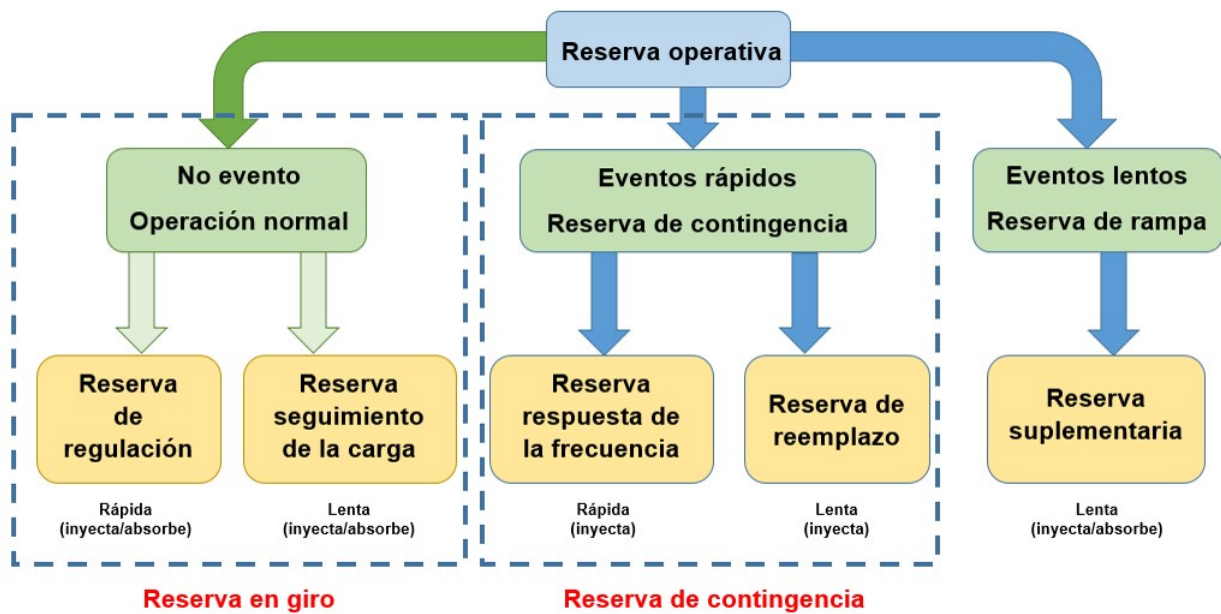 Reserva operativa
No evento
Operación normal
Eventos rápidos
Reserva de contingencia
Eventos lentos
Reserva de rampa
Reserva
de
regulación
Reserva
seguimiento
de la carga
Reserva
respuesta de
la frecuencia
Reserva de
reemplazo
Reserva
suplementaria
Rápida
(inyecta/absorbe)
Lenta
(inyecta/absorbe)
Rápida
(inyecta)
Lenta
(inyecta)
Lenta
(inyecta/absorbe)
Reserva en giro
Reserva de contingencia